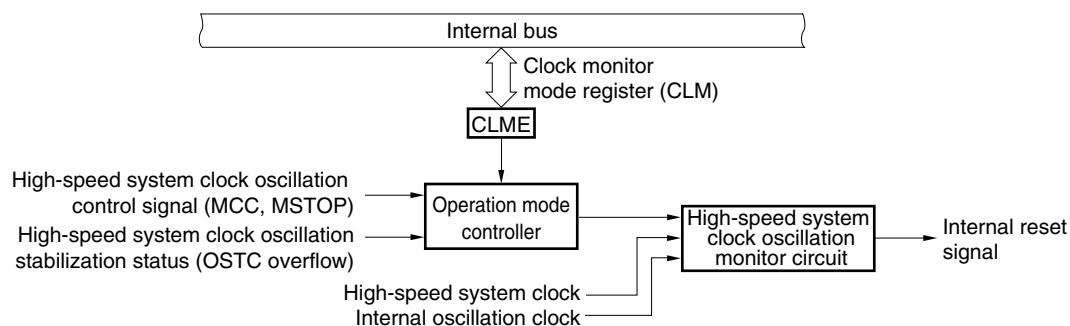 Internal bus
Clock monitor
mode register (CLM)
CLME
High-speed system clock oscillation
control signal (MCC, MSTOP)
High-speed system clock oscillation
stabilization status (OSTC overflow)
Operation mode
controller
High-speed system
clock oscillation
monitor circuit
Internal reset
signal
High-speed system clock
Internal oscillation clock